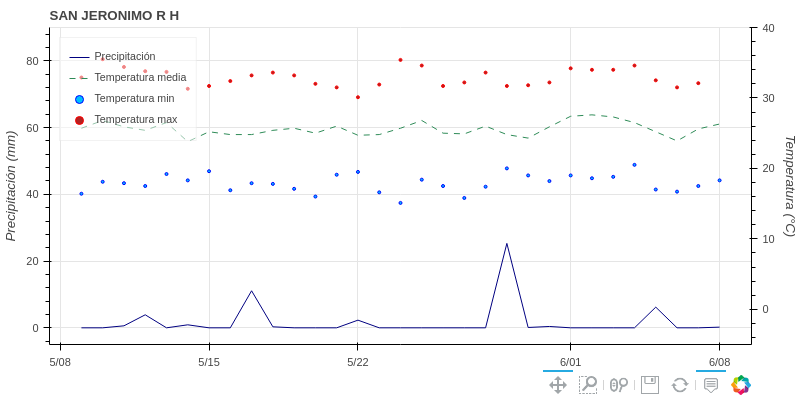 SAN JERONIMO R H
Precipitación
Temperatura media
Temperatura min
Temperatura max
Precipitación (mm)
80
60
40
20
0
Temperatura (°C)
40
30
20
10
0
5/08
5/15
5/22
6/01
6/08